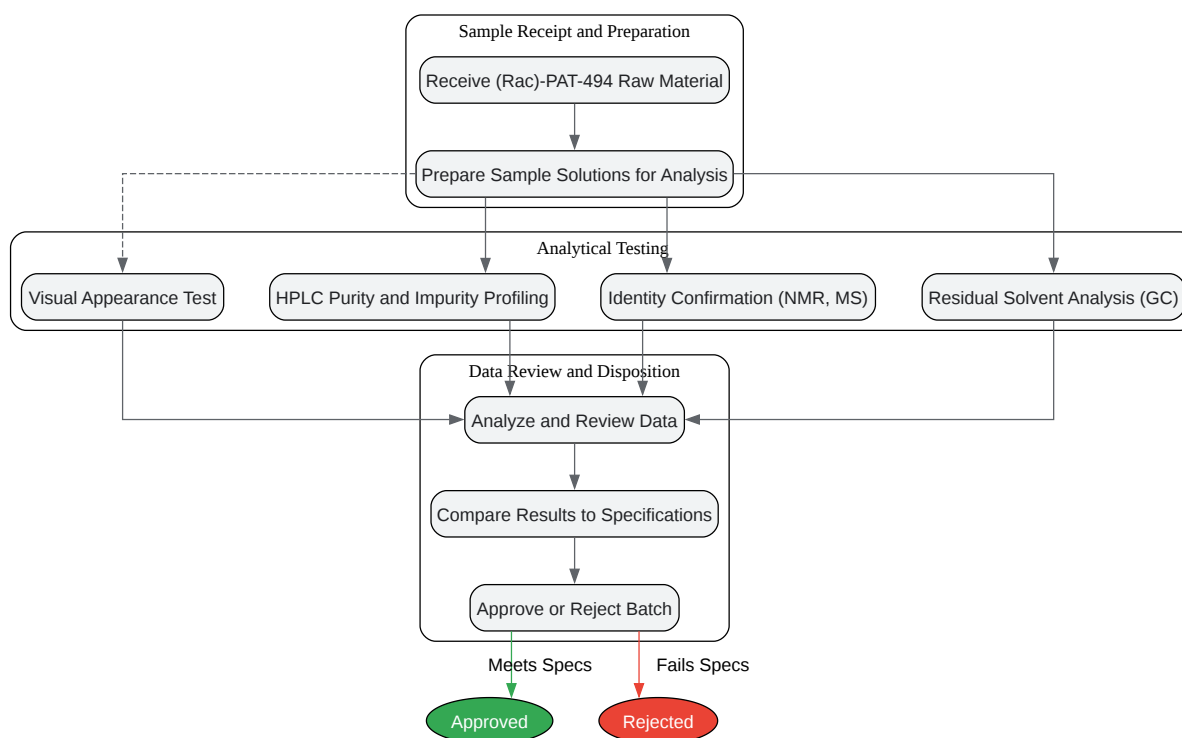 Sample Receipt and Preparation
Receive (Rac)-PAT-494 Raw Material
Prepare Sample Solutions for Analysis
Analytical Testing
Visual Appearance Test
HPLC Purity and Impurity Profiling
Identity Confirmation (NMR, MS)
Residual Solvent Analysis (GC)
Data Review and Disposition
Analyze and Review Data
Compare Results to Specifications
Approve or Reject Batch
Meets Specs
Fails Specs
Approved
Rejected